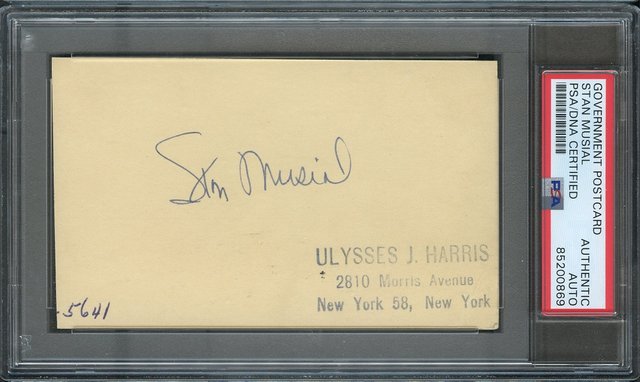 Stan Musial
ULYSSES J. HARRIS
2810 Morris Avenue
New York 58, New York
5641
GOVERNMENT POSTCARD
STAN MUSIAL
PSA/DNA CERTIFIED
PSA
AUTHENTIC
AUTO
85200869